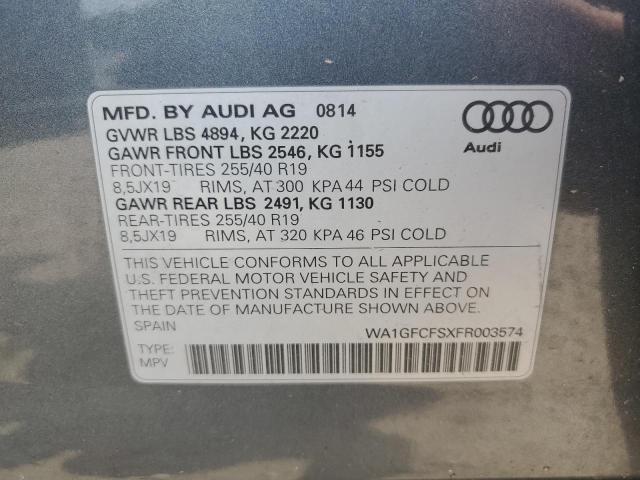 MFD. BY AUDI AG 0814
GVWR LBS 4894, KG 2220
GAWR FRONT LBS 2546, KG 1155
FRONT-TIRES 255/40 R19
8,5JX19 RIMS, AT 300 KPA 44 PSI COLD
GAWR REAR LBS 2491, KG 1130
REAR-TIRES 255/40 R19
8,5JX19 RIMS, AT 320 KPA 46 PSI COLD
Audi
THIS VEHICLE CONFORMS TO ALL APPLICABLE
U.S. FEDERAL MOTOR VEHICLE SAFETY AND
THEFT PREVENTION STANDARDS IN EFFECT ON
THE DATE OF MANUFACTURE SHOWN ABOVE.
SPAIN WA1GFCFSXFR003574
TYPE:
MPV